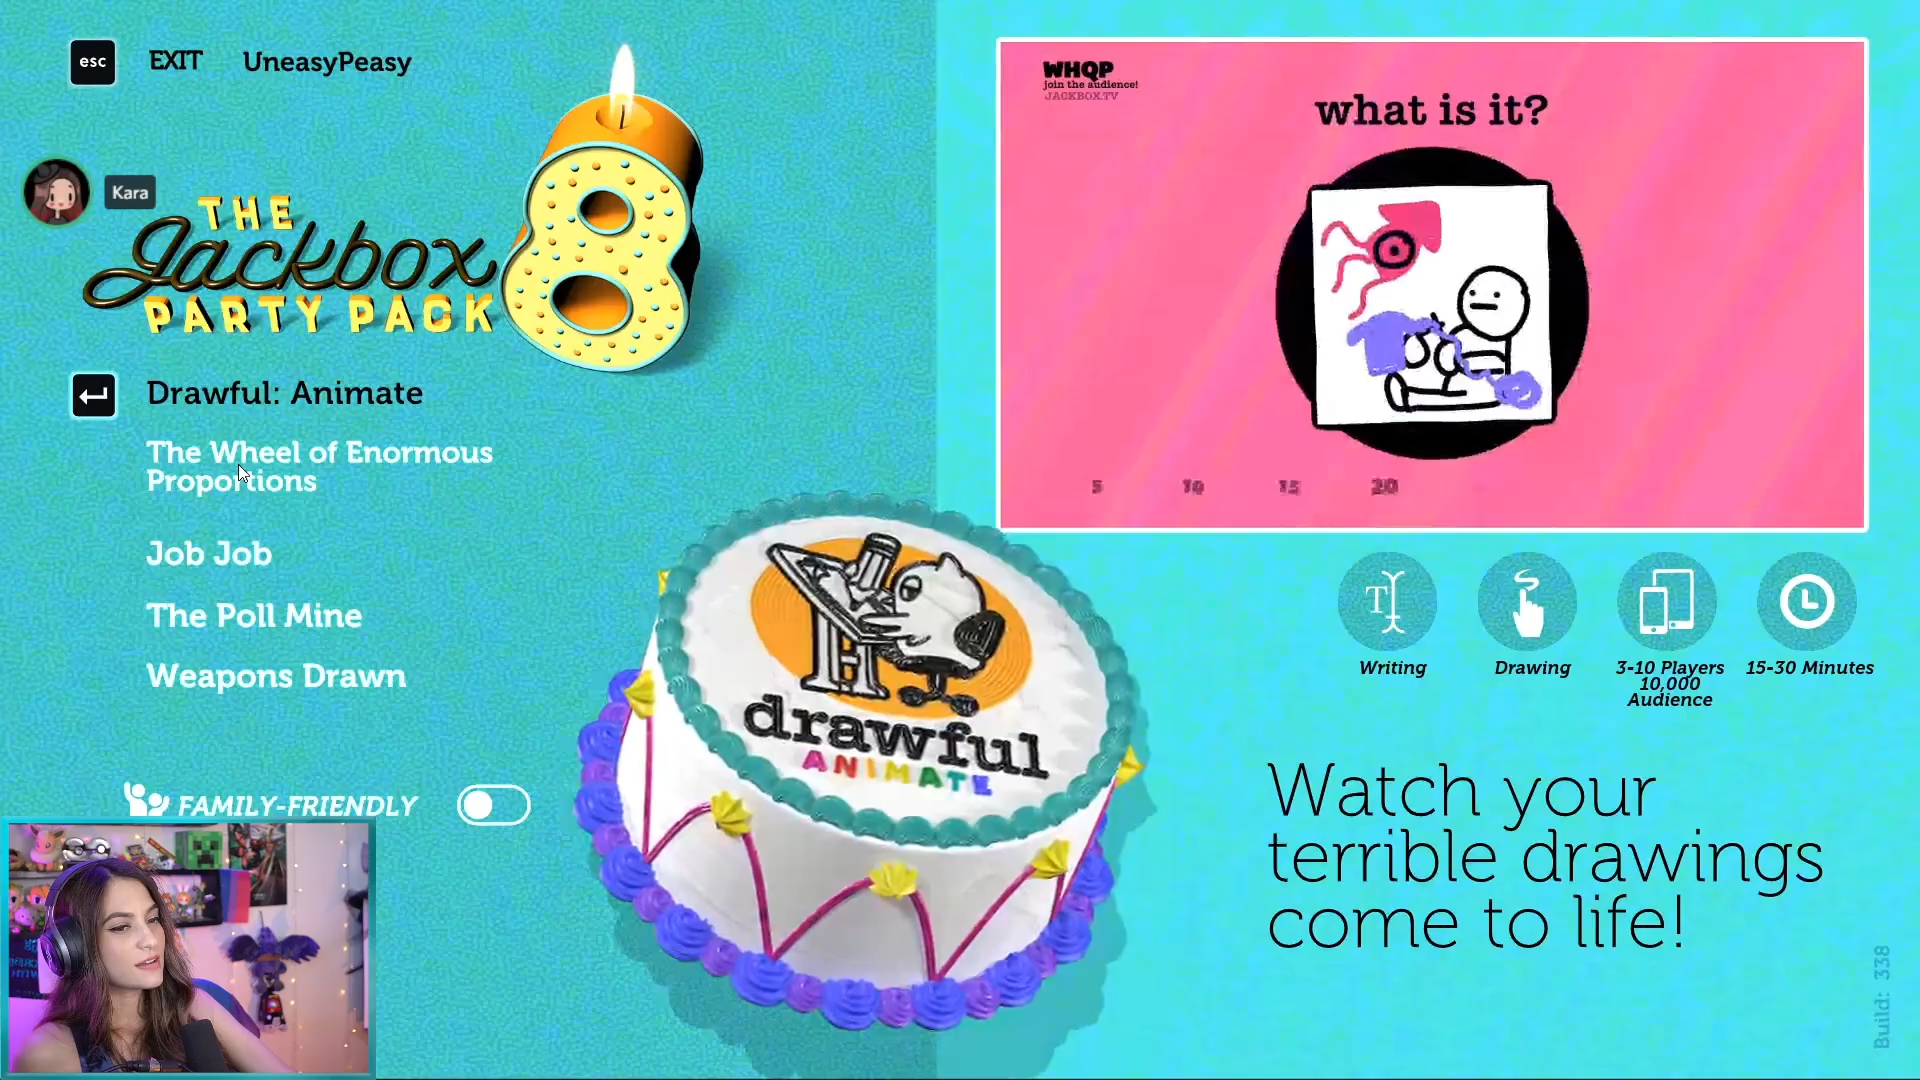 esc EXIT UneasyPeasy
Kara
THE
Jackbox
PARTY PACK
8
Drawful: Animate
The Wheel of Enormous
Proportions
Job Job
The Poll Mine
Weapons Drawn
FAMILY-FRIENDLY
drawful
ANIMATE
WHQP
join the audience!
JACKBOX.TV
what is it?
5 10 15 20
T
Writing
Drawing
3-10 Players
10,000
Audience
15-30 Minutes
Watch your
terrible drawings
come to life!
Build: 338